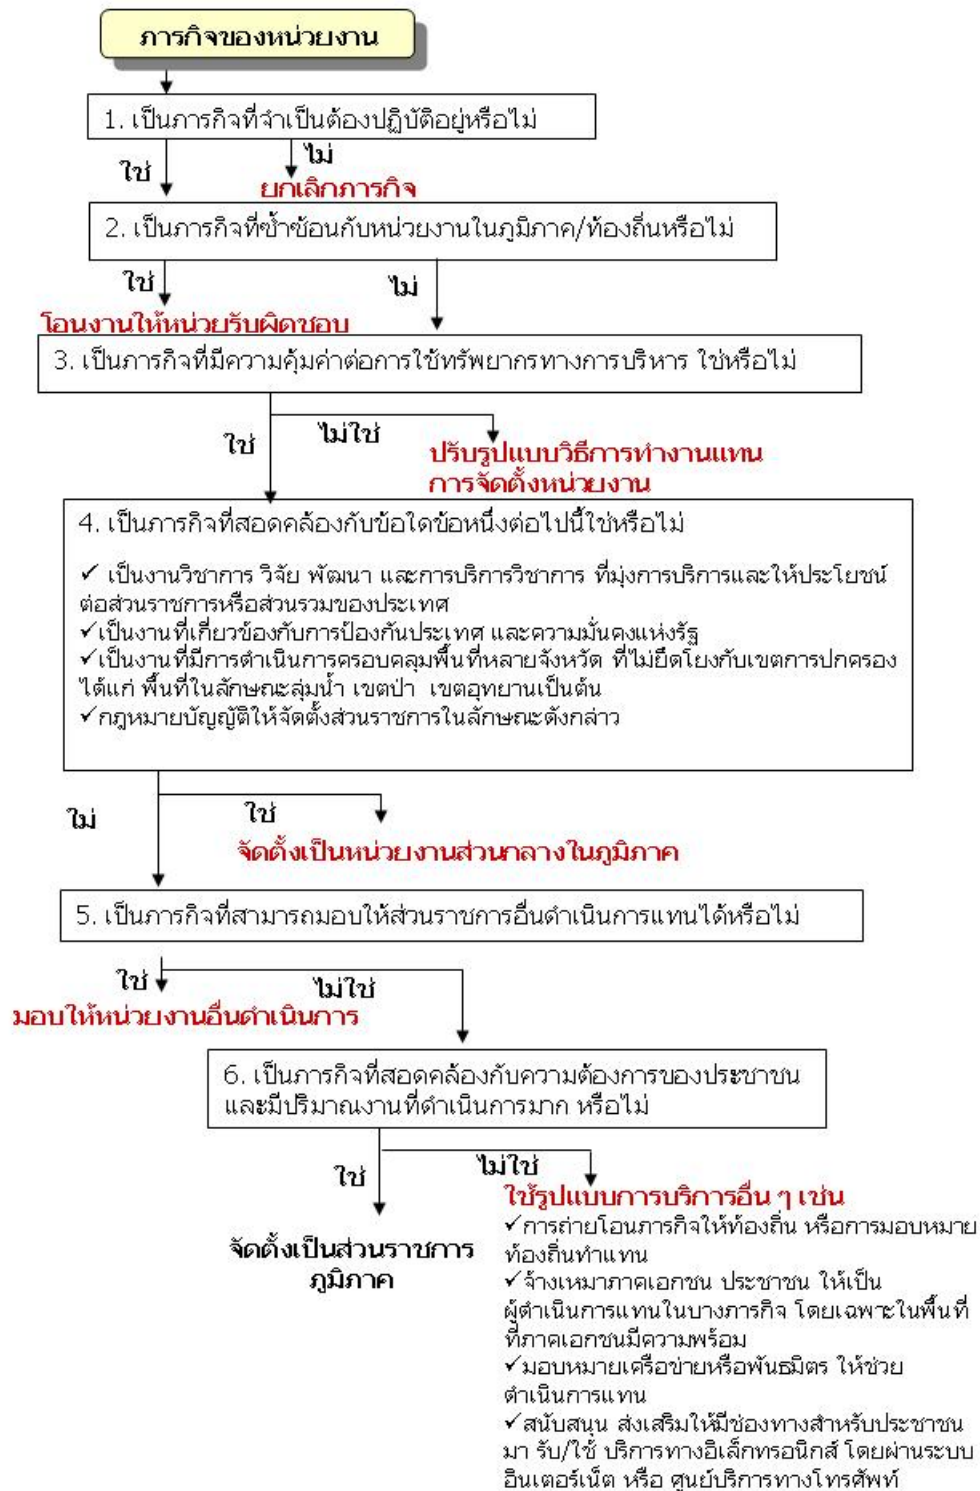 ภารกิจของหน่วยงาน
1. เป็นภารกิจที่จำเป็นต้องปฏิบัติอยู่หรือไม่
ใช่
ไม่
ยกเลิกภารกิจ
2. เป็นภารกิจที่ซ้ำซ้อนกับหน่วยงานในภูมิภาค/ท้องถิ่นหรือไม่
ใช่
ไม่
โอนงานให้หน่วยรับผิดชอบ
3. เป็นภารกิจที่มีความคุ้มค่าต่อการใช้ทรัพยากรทางการบริหาร ใช่หรือไม่
ใช่
ไม่ใช่
ปรับรูปแบบวิธีการทำงานแทน
การจัดตั้งหน่วยงาน
4. เป็นภารกิจที่สอดคล้องกับข้อใดข้อหนึ่งต่อไปนี้ใช่หรือไม่
✓ เป็นงานวิชาการ วิจัย พัฒนา และการบริการวิชาการ ที่มุ่งการบริการและให้ประโยชน์
ต่อส่วนราชการหรือส่วนรวมของประเทศ
✓เป็นงานที่เกี่ยวข้องกับการป้องกันประเทศ และความมั่นคงแห่งรัฐ
✓เป็นงานที่มีการดำเนินการครอบคลุมพื้นที่หลายจังหวัด ที่ไม่ยึดโยงกับเขตการปกครอง
ได้แก่ พื้นที่ในลักษณะลุ่มน้ำ เขตป่า เขตอุทยานเป็นต้น
✓กฎหมายบัญญัติให้จัดตั้งส่วนราชการในลักษณะดังกล่าว
ไม่
ใช่
จัดตั้งเป็นหน่วยงานส่วนกลางในภูมิภาค
5. เป็นภารกิจที่สามารถมอบให้ส่วนราชการอื่นดำเนินการแทนได้หรือไม่
ใช่
ไม่ใช่
มอบให้หน่วยงานอื่นดำเนินการ
6. เป็นภารกิจที่สอดคล้องกับความต้องการของประชาชน
และมีปริมาณงานที่ดำเนินการมาก หรือไม่
ใช่
ไม่ใช่
จัดตั้งเป็นส่วนราชการ
ภูมิภาค
ใช้รูปแบบการบริการอื่น ๆ เช่น
✓การถ่ายโอนภารกิจให้ท้องถิ่น หรือการมอบหมาย
ท้องถิ่นทำแทน
✓จ้างเหมาภาคเอกชน ประชาชน ให้เป็น
ผู้ดำเนินการแทนในบางภารกิจ โดยเฉพาะในพื้นที่
ที่ภาคเอกชนมีความพร้อม
✓มอบหมายเครือข่ายหรือพันธมิตร ให้ช่วย
ดำเนินการแทน
✓สนับสนุน ส่งเสริมให้มีช่องทางสำหรับประชาชน
มา รับ/ใช้ บริการทางอิเล็กทรอนิกส์ โดยผ่านระบบ
อินเตอร์เน็ต หรือ ศูนย์บริการทางโทรศัพท์